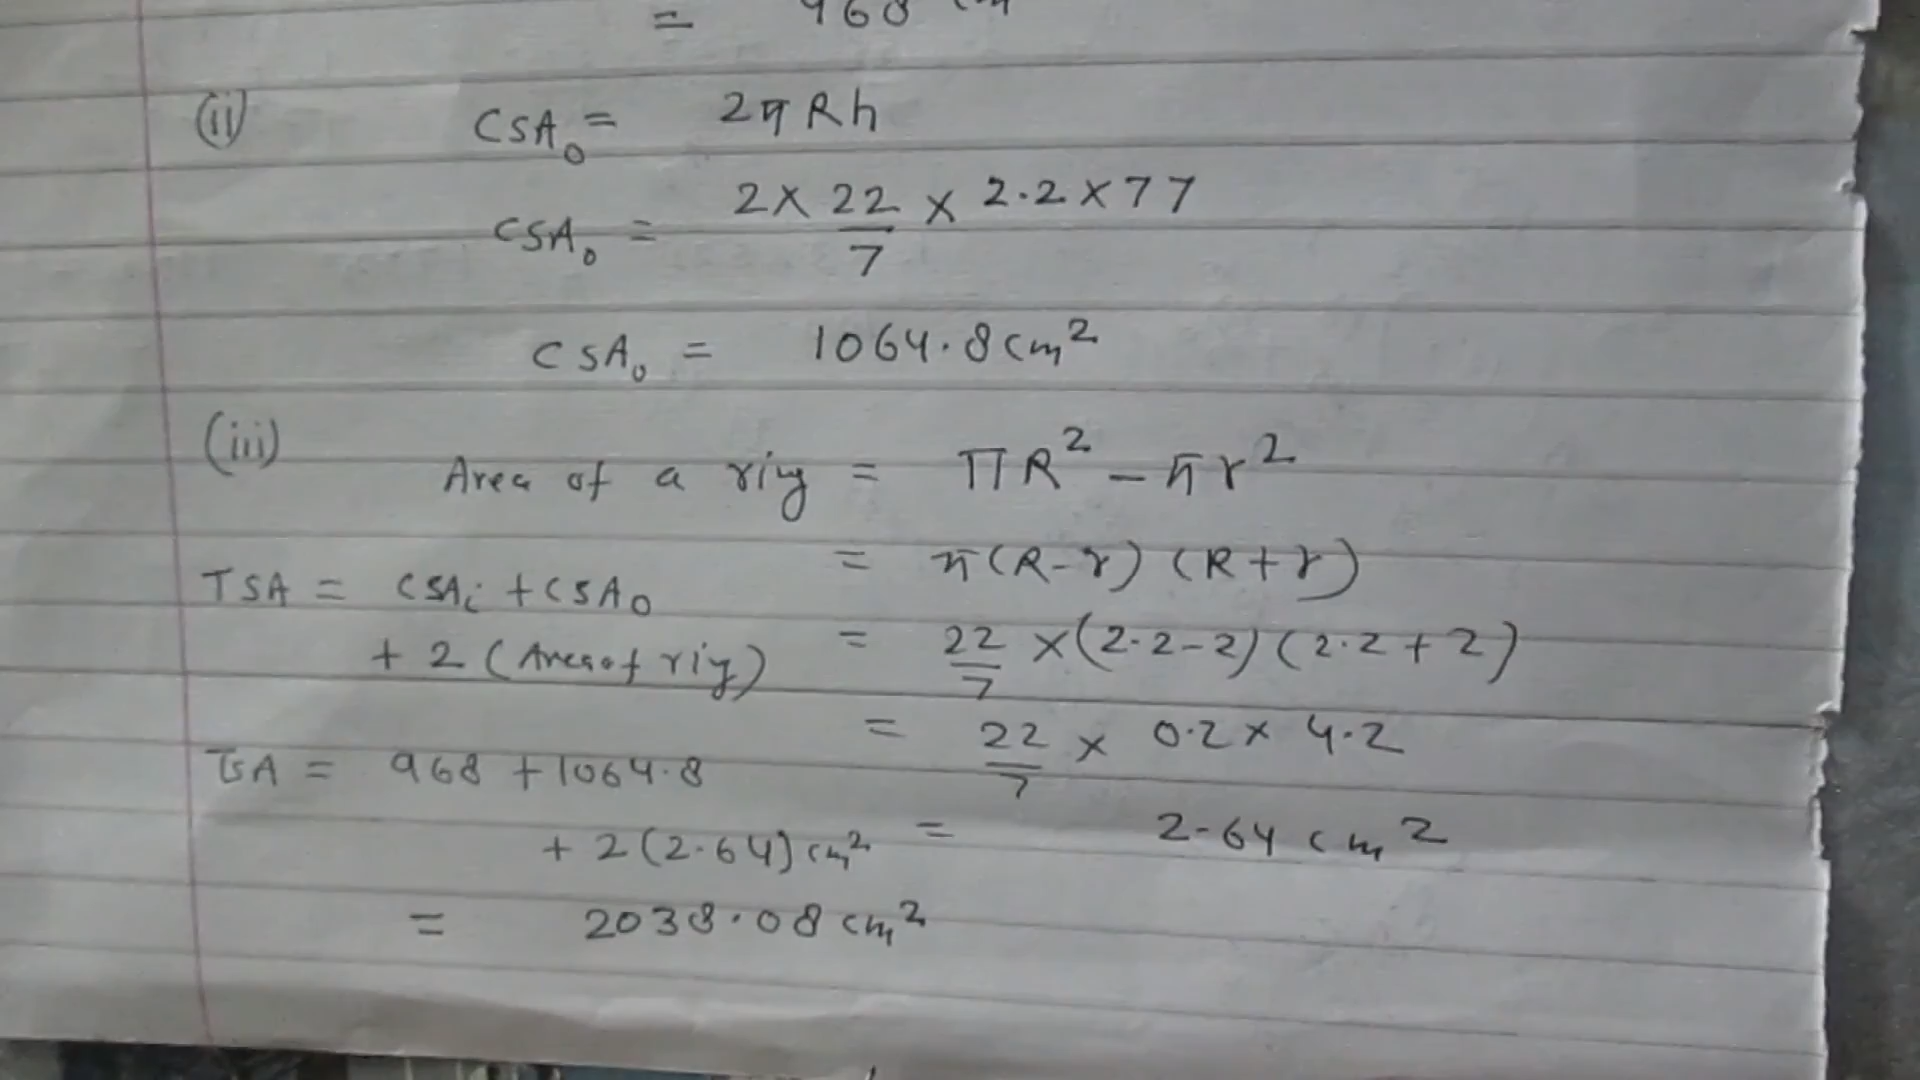 = 968 cm
(ii) CSA₀ = 2πRh
CSA₀ = 2 × 22/7 × 2.2 × 77
CSA₀ = 1064.8 cm²
(iii) Area of a ring = πR² - πr²
= π(R-r) (R+r)
TSA = CSAᵢ + CSA₀
+ 2 (Area of ring)
= 22/7 × (2.2-2) (2.2+2)
= 22/7 × 0.2 × 4.2
TSA = 968 + 1064.8
+ 2(2.64) cm²
= 2.64 cm²
= 2038.08 cm²